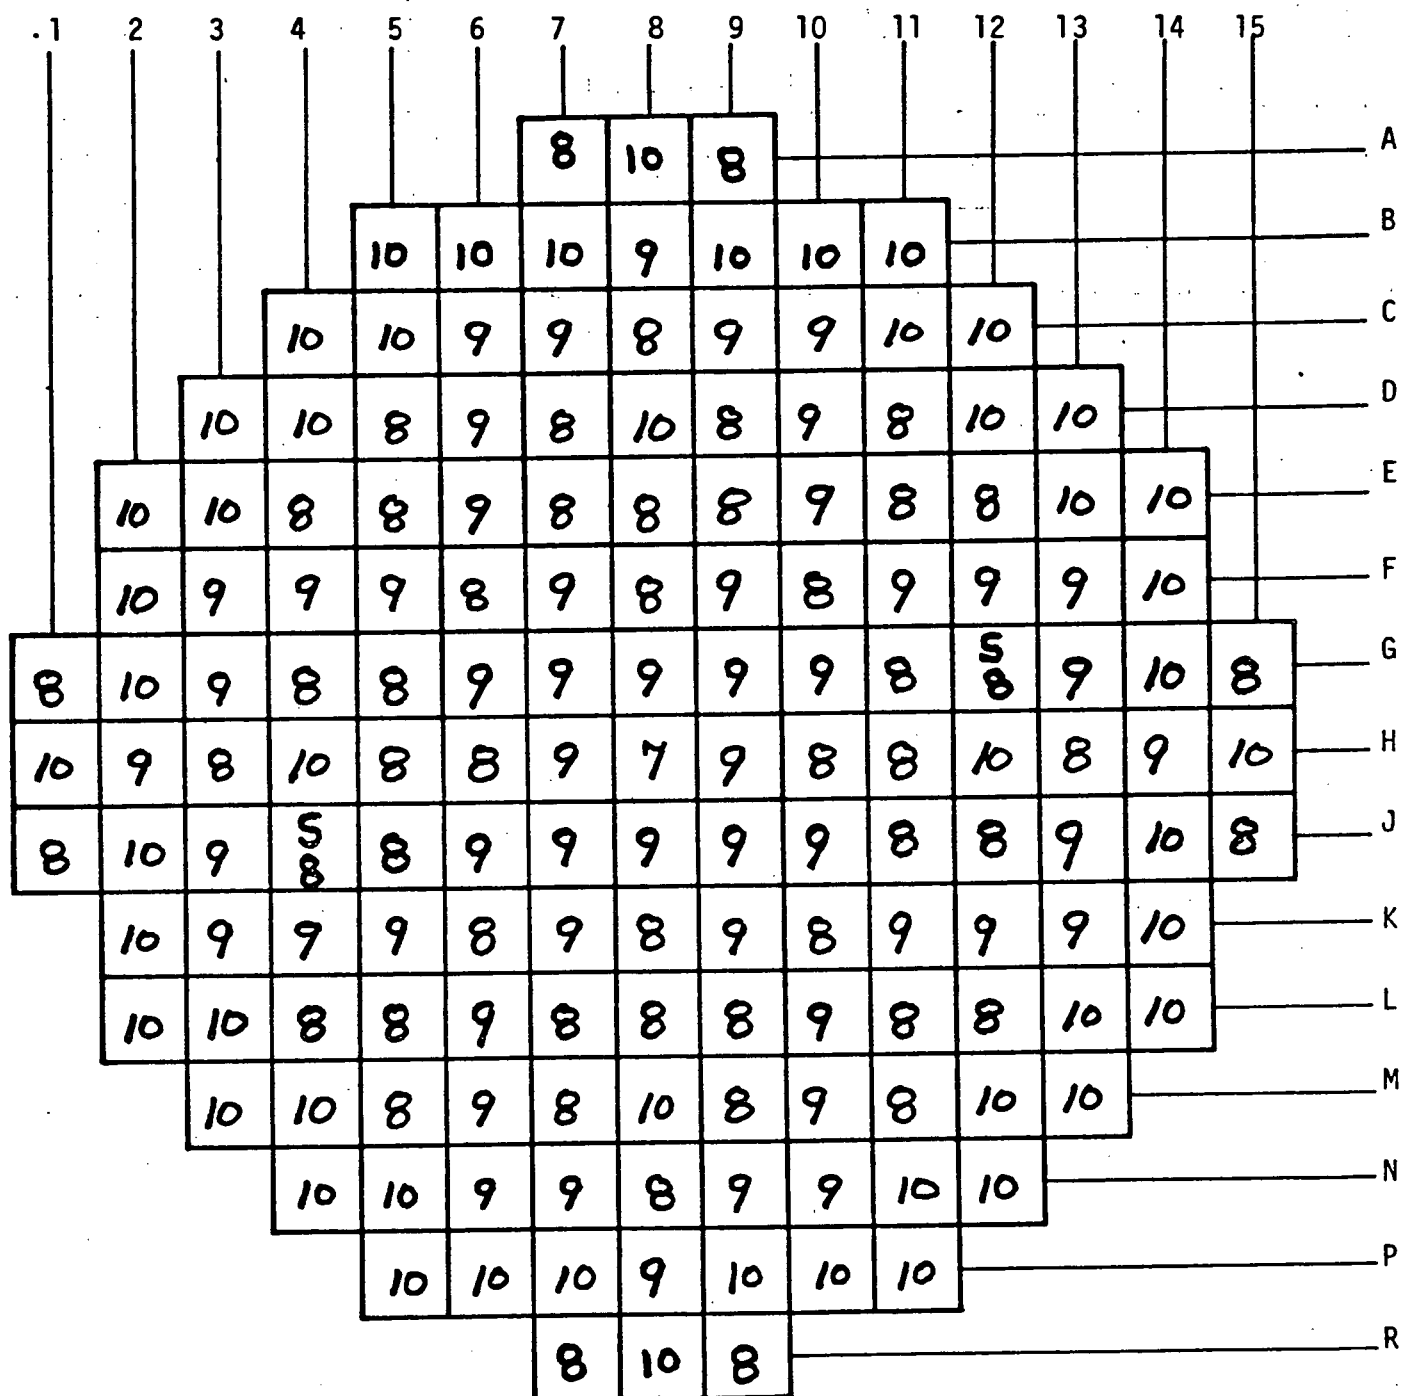 .1 2 3 4 5 6 7 8 9 10 11 12 13 14 15
8 10 8 A
10 10 10 9 10 10 10 B
10 10 9 9 8 9 9 10 10 C
10 10 8 9 8 10 8 9 8 10 10 D
10 10 8 8 9 8 8 8 9 8 8 10 10 E
10 9 9 9 8 9 8 9 8 9 9 9 10 F
S
8 10 9 8 8 9 9 9 9 9 8 8 9 10 8 G
10 9 8 10 8 8 9 7 9 8 8 10 8 9 10 H
S
8 10 9 8 8 9 9 9 9 9 8 8 9 10 8 J
10 9 9 9 8 9 8 9 8 9 9 9 10 K
10 10 8 8 9 8 8 8 9 8 8 10 10 L
10 10 8 9 8 10 8 9 8 10 10 M
10 10 9 9 8 9 9 10 10 N
10 10 10 9 10 10 10 P
8 10 8 R